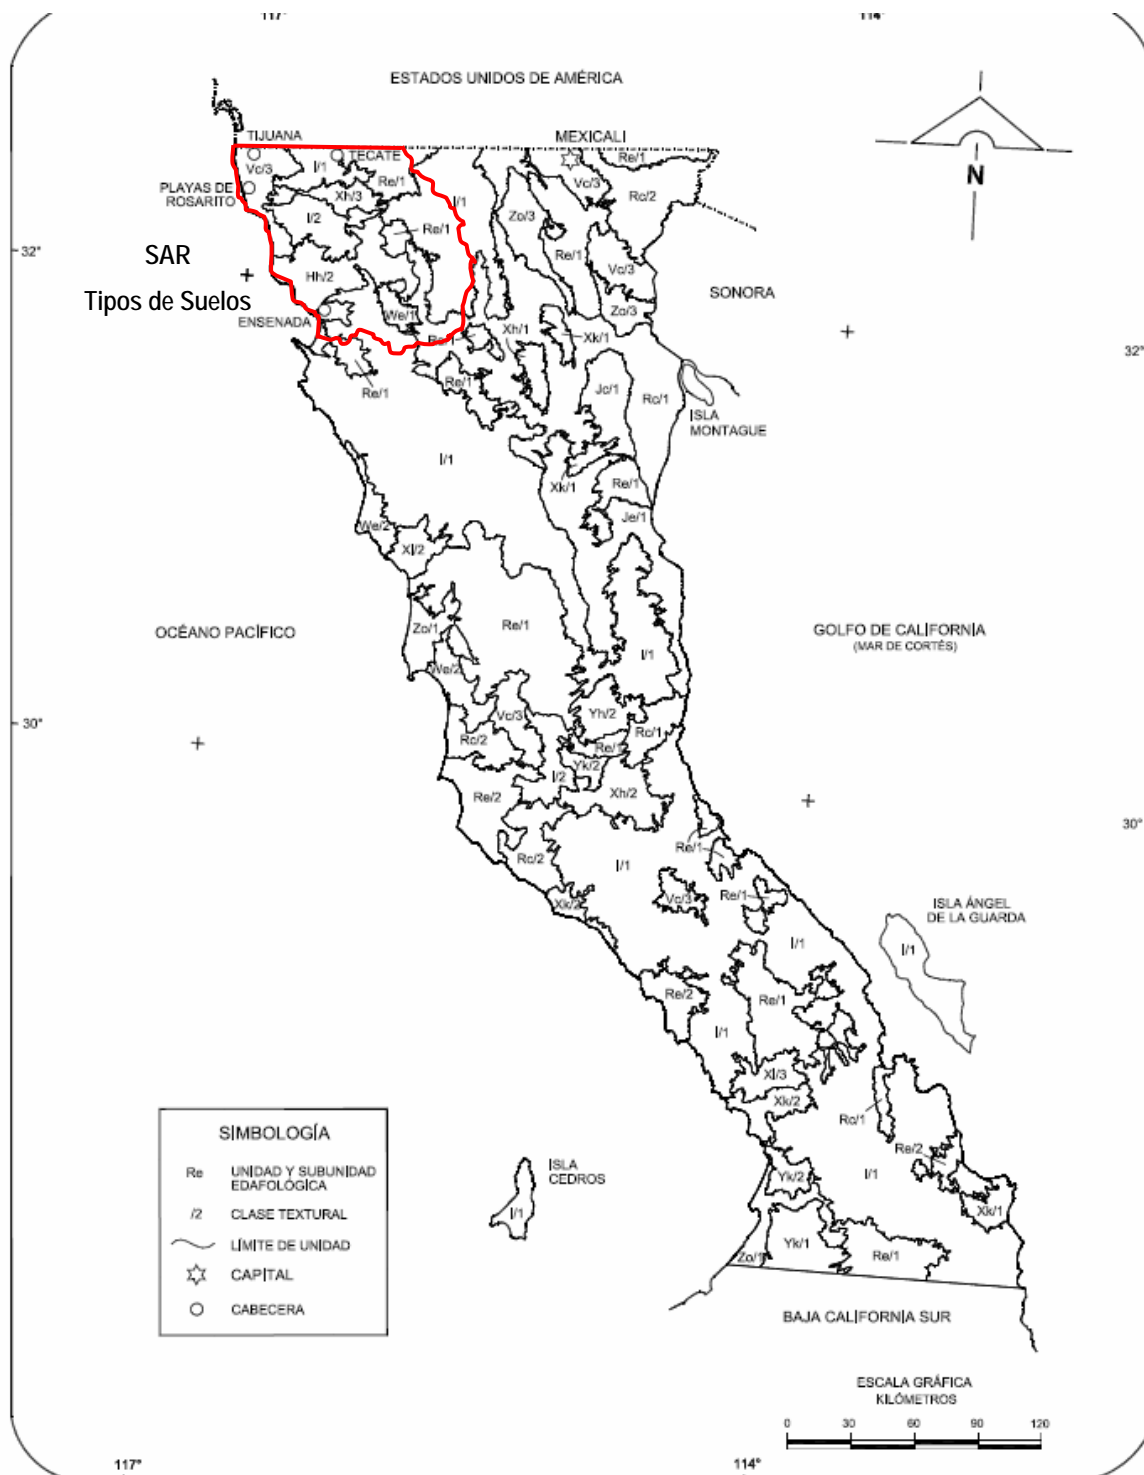 117°
114°
ESTADOS UNIDOS DE AMÉRICA
TIJUANA
MEXICALI
TECATE
Vc/3
I/1
Re/1
Re/1
Vc/3
Rc/2
PLAYAS DE
ROSARITO
Xh/3
I/1
I/2
Re/1
Zo/3
Re/1
N
32°
SAR
Tipos de Suelos
Hh/2
Vc/3
SONORA
ENSENADA
We/1
Zo/3
Xh/1
Xk/1
32°
Re/1
Re/1
Jc/1
Rc/1
ISLA
MONTAGUE
I/1
Xk/1
Re/1
Je/1
We/2
Xl/2
OCÉANO PACÍFICO
Zo/1
Re/1
GOLFO DE CALIFORNIA
(MAR DE CORTÉS)
I/1
We/2
30°
Vc/3
Yh/2
Rc/2
Re/1
Rc/1
I/2
Yk/2
Re/2
Xh/2
30°
Re/1
Rc/2
I/1
Re/1
Xk/2
Vc/3
ISLA ÁNGEL
DE LA GUARDA
I/1
I/1
Re/2
Re/1
I/1
Xl/3
Xk/2
Rc/1
SIMBOLOGÍA
Re UNIDAD Y SUBUNIDAD
EDAFOLÓGICA
/2 CLASE TEXTURAL
LÍMITE DE UNIDAD
CAPITAL
CABECERA
ISLA
CEDROS
I/1
Re/2
Yk/2
I/1
Xk/1
Zo/1
Yk/1
Re/1
BAJA CALIFORNIA SUR
ESCALA GRÁFICA
KILÓMETROS
0 30 60 90 120
117°
114°